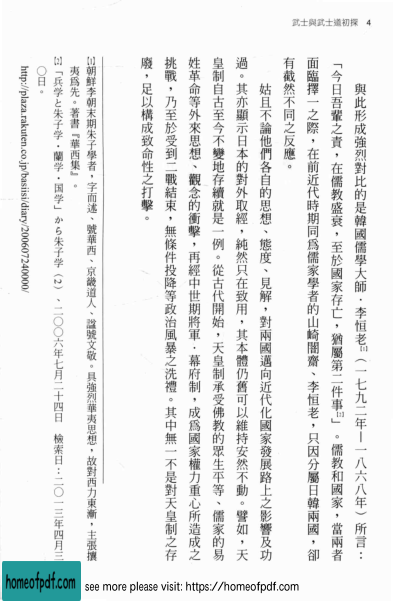 武士與武士道初探 4
與此形成強烈對比的是韓國儒學大師．李恒老[1]（一七九二年—一八六八年）所言：
「今日吾輩之責，在儒教盛衰，至於國家存亡，猶屬第二件事[2]」。儒教和國家，當兩者
面臨擇一之際，在前近代時期同為儒家學者的山崎闇齋、李恒老，只因分屬日韓兩國，卻
有截然不同之反應。
姑且不論他們各自的思想、態度、見解，對兩國邁向近代化國家發展路上之影響及功
過。其亦顯示日本的對外取經，純然只在致用，其本體仍舊可以維持安然不動。譬如，天
皇制自古至今不變地存續就是一例。從古代開始，天皇制承受佛教的眾生平等、儒家的易
姓革命等外來思想、觀念的衝擊，再經中世期將軍．幕府制，成為國家權力重心所造成之
挑戰，乃至於受到二戰結束，無條件投降等政治風暴之洗禮。其中無一不是對天皇制之存
廢，足以構成致命性之打擊。
[1] 朝鮮李朝末期朱子學者，字而述、號華西、京畿道人、諡號文敬。具強烈華夷思想，故對西力東漸，主張攘
夷為先。著書『華西集』。
[2] 「兵学と朱子学・蘭学・国学」から朱子学（2）、二〇〇六年七月二十四日 檢索日：二〇一三年四月三
〇日。
http://plaza.rakuten.co.jp/basiisi/diary/200607240000/
homeofpdf.com
see more please visit: https://homeofpdf.com